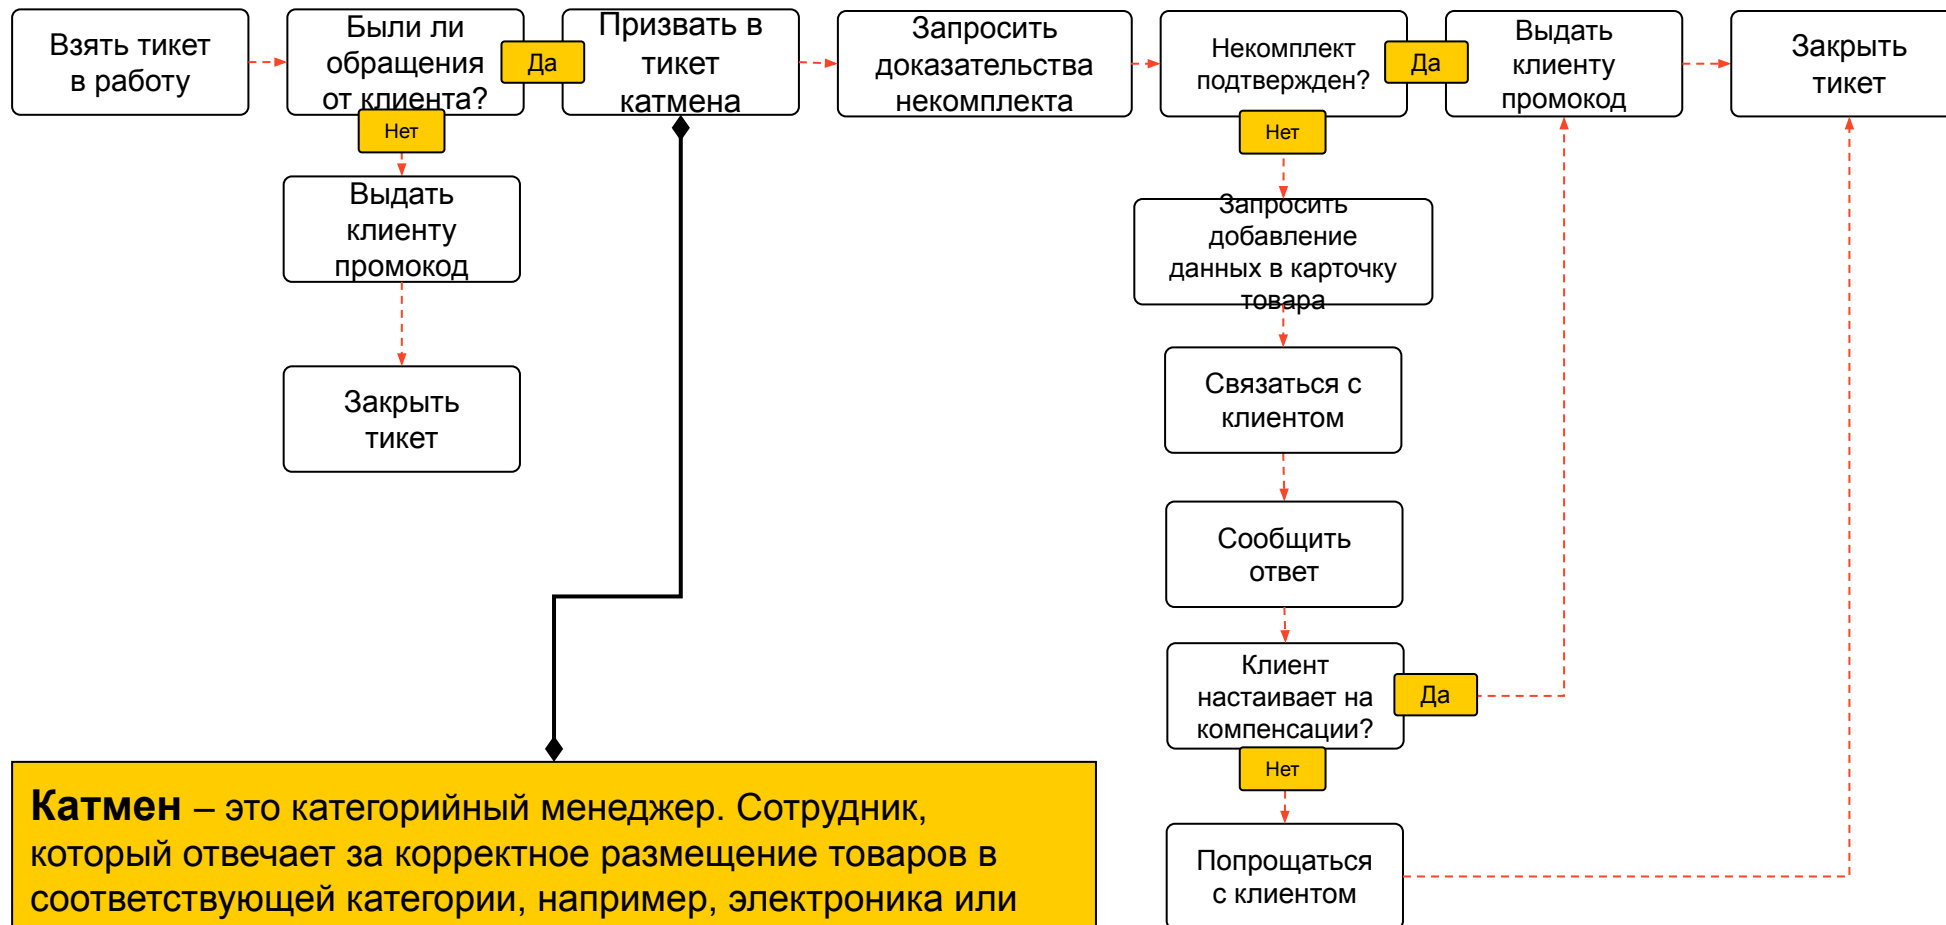 Взять тикет
в работу
Были ли
обращения
от клиента?
Да
Нет
Призвать в
тикет
катмена
Запросить
доказательства
некомплекта
Некомплект
подтвержден?
Да
Нет
Выдать
клиенту
промокод
Закрыть
тикет
Выдать
клиенту
промокод
Закрыть
тикет
Запросить
добавление
данных в карточку
товара
Связаться с
клиентом
Сообщить
ответ
Клиент
настаивает на
компенсации?
Да
Нет
Попрощаться
с клиентом
Катмен – это категорийный менеджер. Сотрудник,
который отвечает за корректное размещение товаров в
соответствующей категории, например, электроника или